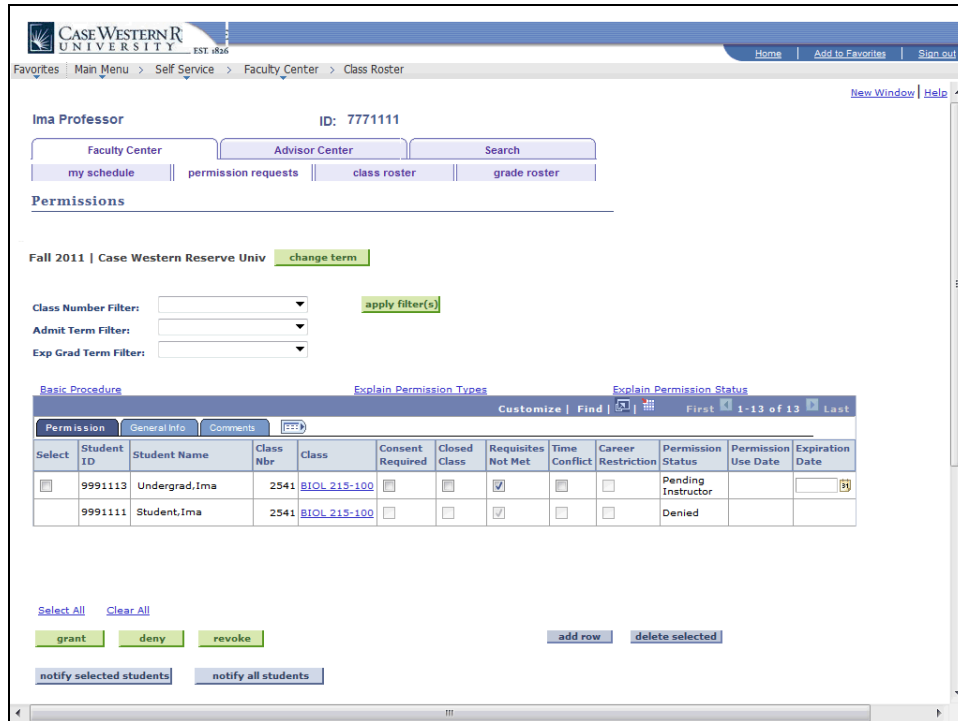 CASE WESTERN R
UNIVERSITY EST. 1826
Home | Add to Favorites | Sign out
Favorites Main Menu > Self Service > Faculty Center > Class Roster
New Window | Help
Ima Professor ID: 7771111
Faculty Center Advisor Center Search
my schedule permission requests class roster grade roster
Permissions
Fall 2011 | Case Western Reserve Univ change term
Class Number Filter: apply filter(s)
Admit Term Filter:
Exp Grad Term Filter:
Basic Procedure Explain Permission Types Explain Permission Status
Customize | Find | | First 1-13 of 13 Last
Permission General Info Comments
Select Student ID Student Name Class Nbr Class Consent Required Closed Class Requisites Not Met Time Conflict Career Restriction Permission Status Permission Use Date Expiration Date
9991113 Undergrad,Ima 2541 BIOL 215-100 Pending Instructor 31
9991111 Student,Ima 2541 BIOL 215-100 Denied
Select All Clear All
grant deny revoke add row delete selected
notify selected students notify all students